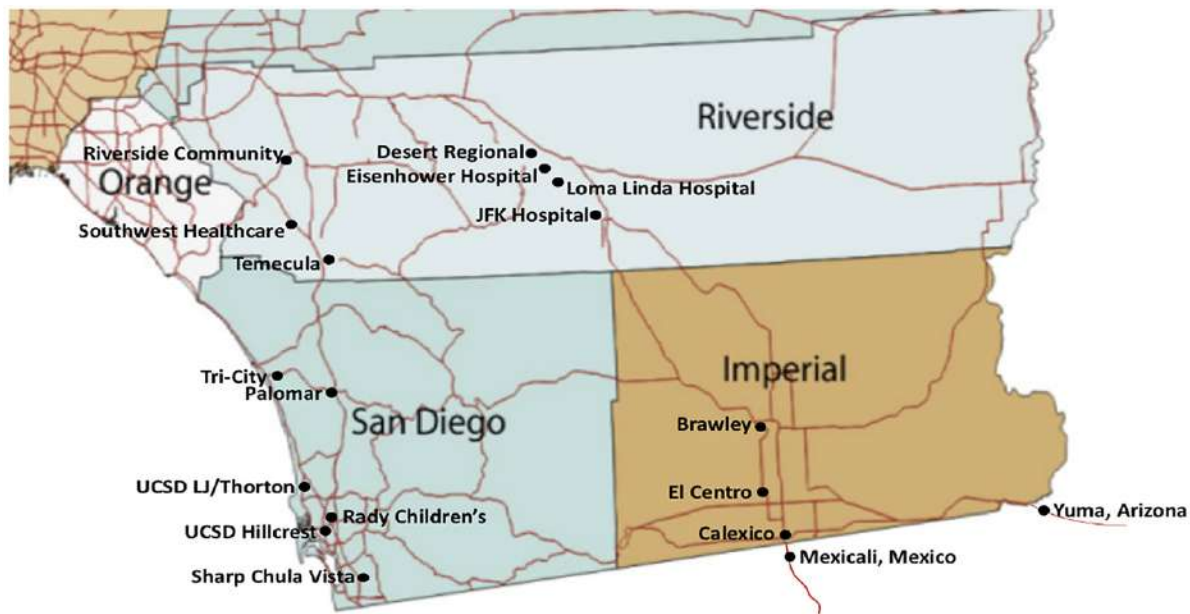 Riverside
Riverside Community
Desert Regional
Eisenhower Hospital
Orange
Loma Linda Hospital
JFK Hospital
Southwest Healthcare
Temecula
Imperial
Tri-City
Palomar
San Diego
Brawley
UCSD LJ/Thorton
El Centro
Rady Children's
Yuma, Arizona
UCSD Hillcrest
Calexico
Mexicali, Mexico
Sharp Chula Vista